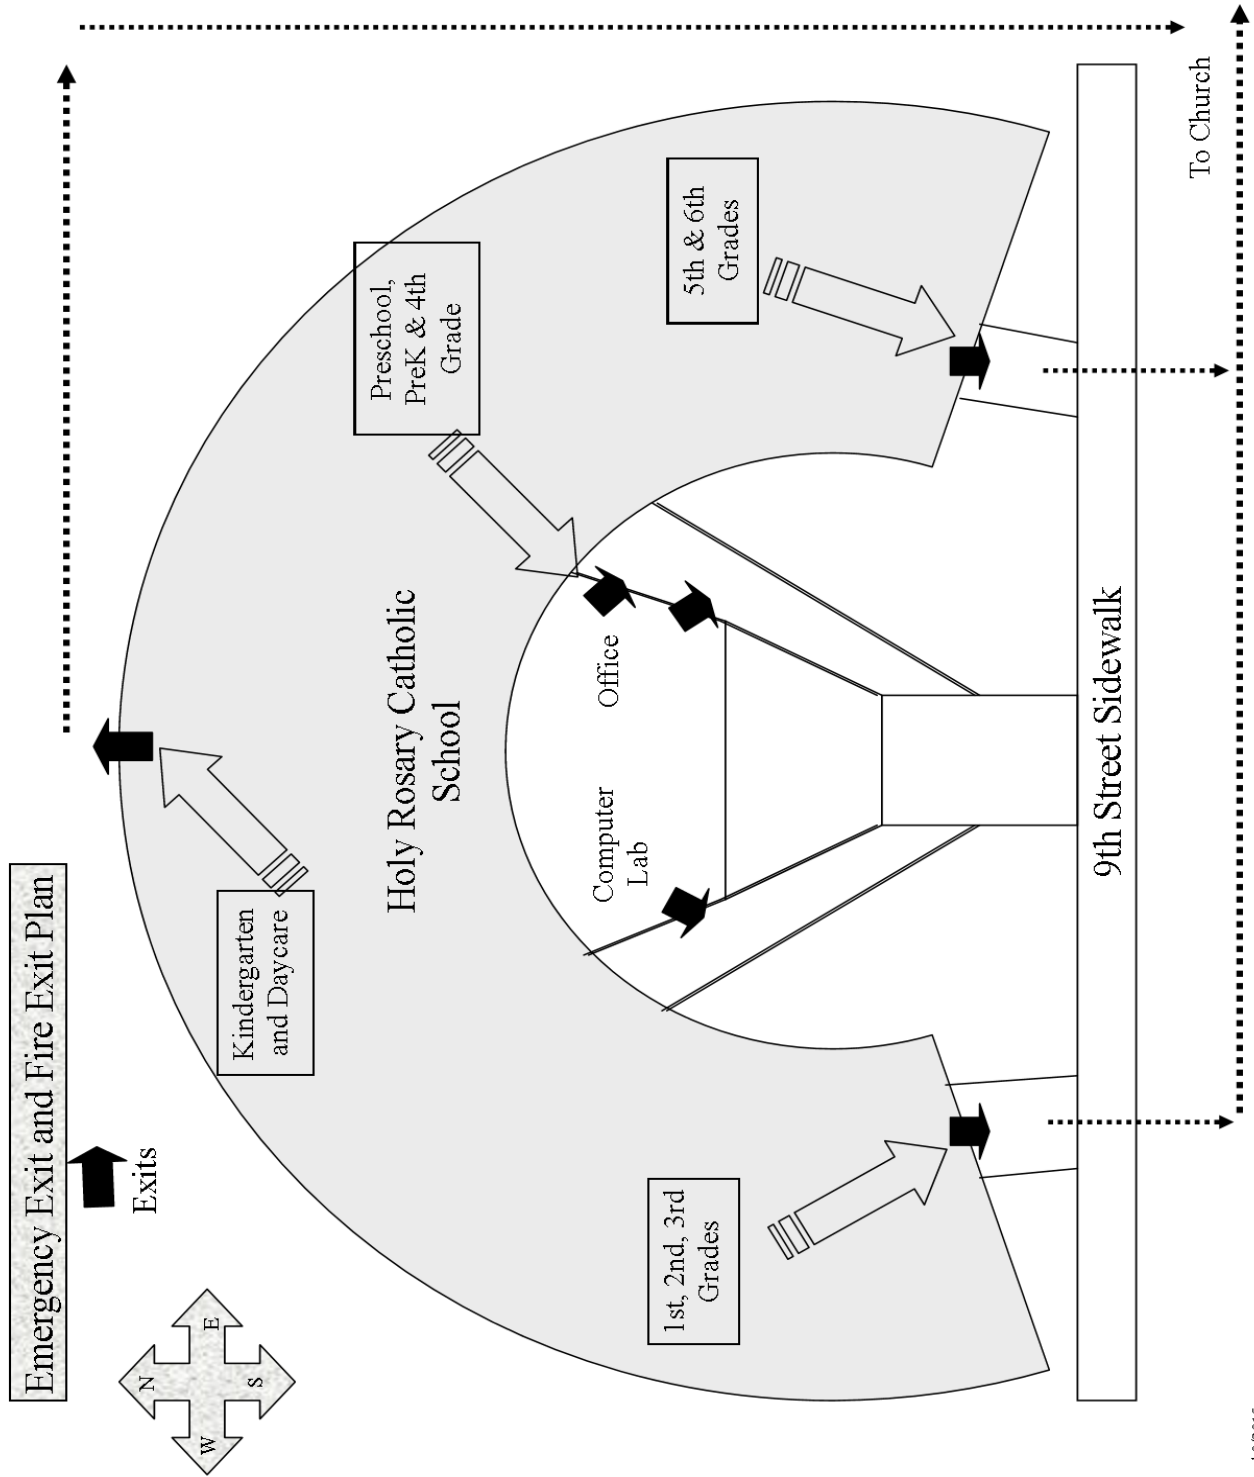 Emergency Exit and Fire Exit Plan
Exits
N
W
E
S
Kindergarten
and Daycare
Preschool,
PreK & 4th
Grade
Holy Rosary Catholic
School
Computer
Lab
Office
1st, 2nd, 3rd
Grades
5th & 6th
Grades
9th Street Sidewalk
To Church